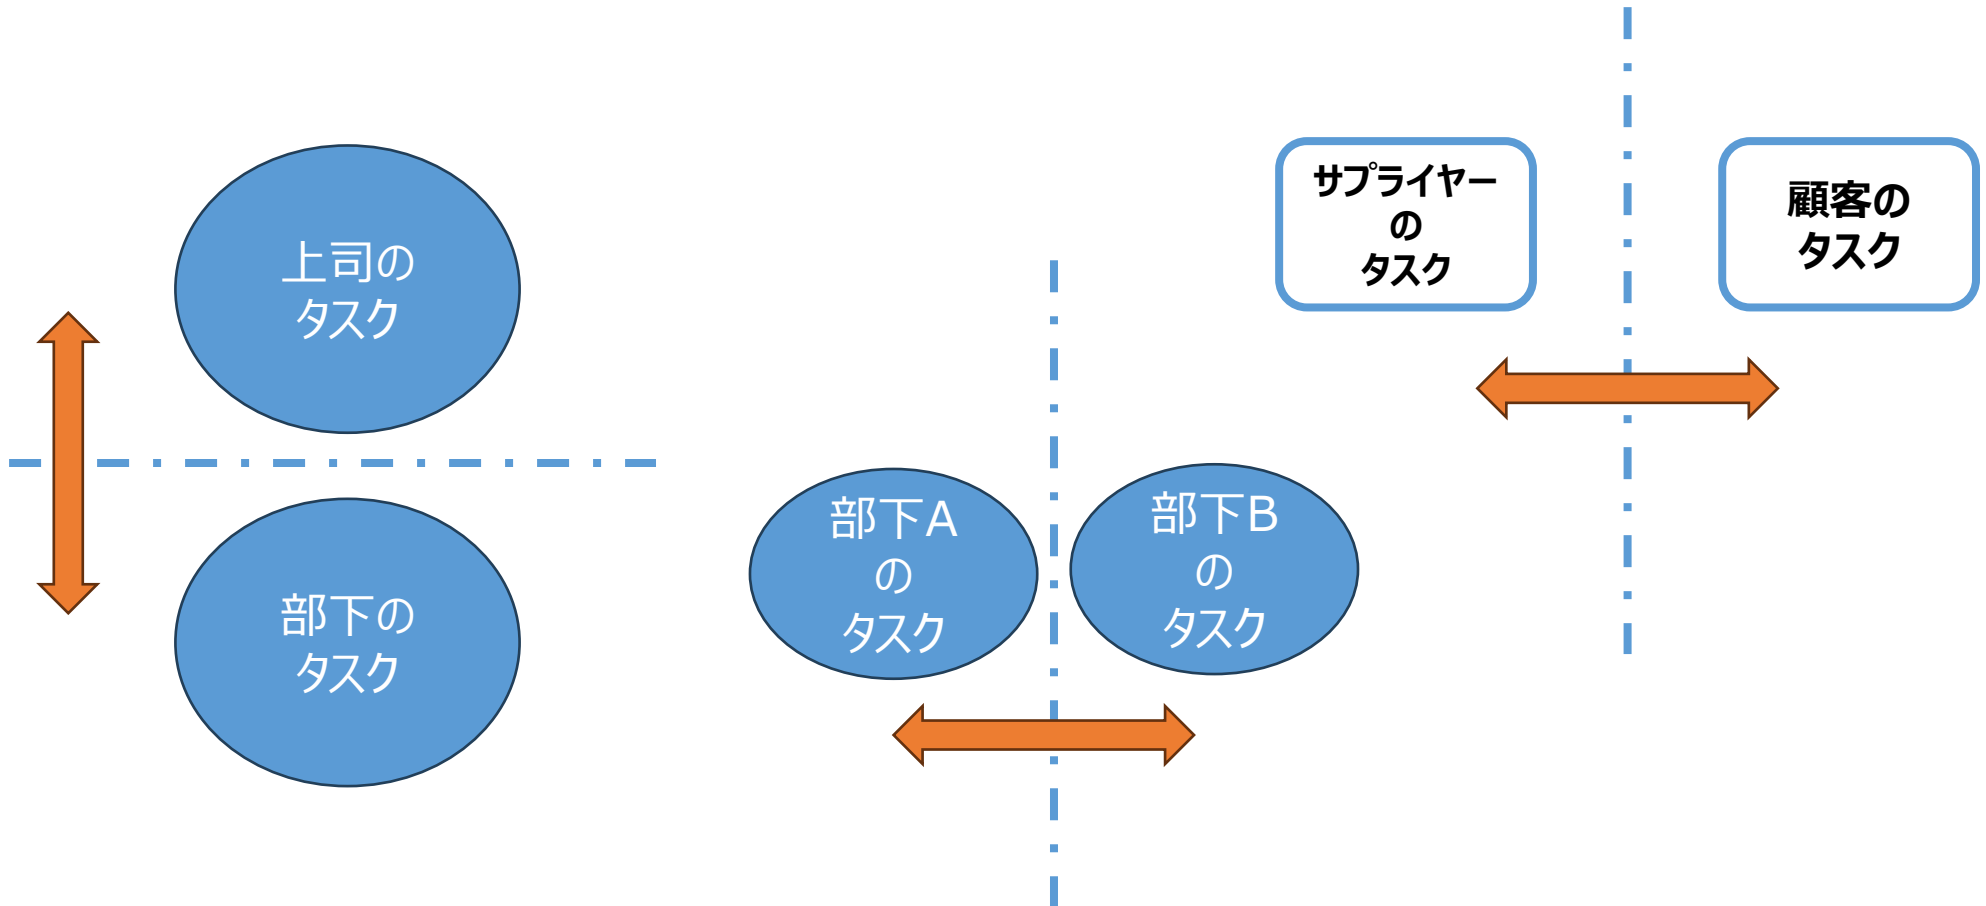 上司の
タスク
部下の
タスク
部下A
の
タスク
部下B
の
タスク
サプライヤー
の
タスク
顧客の
タスク